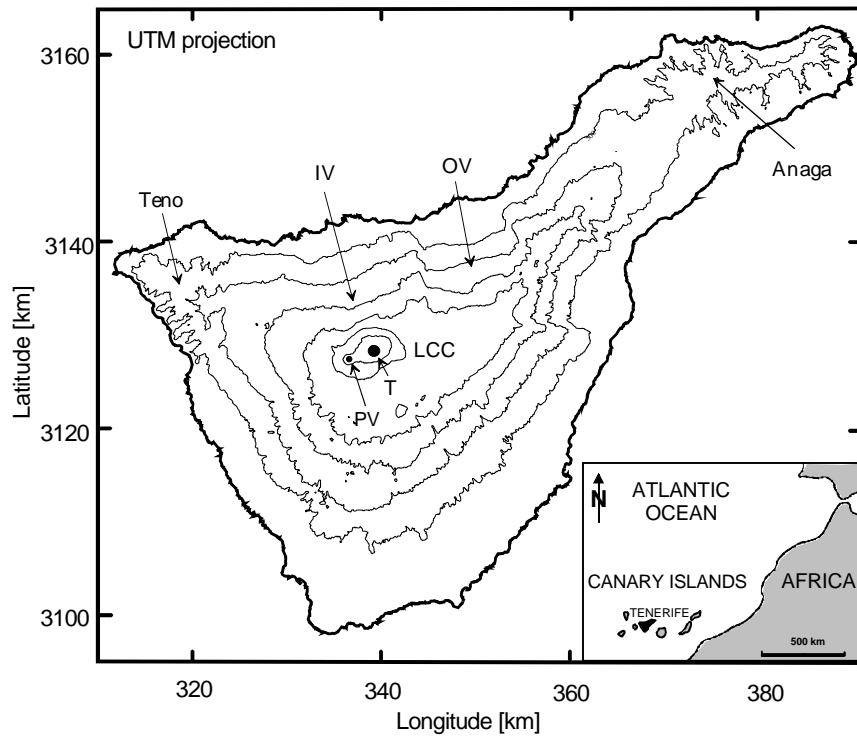 UTM projection
3160
3140
3120
3100
Latitude [km]
Teno
IV
OV
Anaga
LCC
T
PV
320
340
360
380
Longitude [km]
N
ATLANTIC
OCEAN
CANARY ISLANDS
AFRICA
TENERIFE
500 km